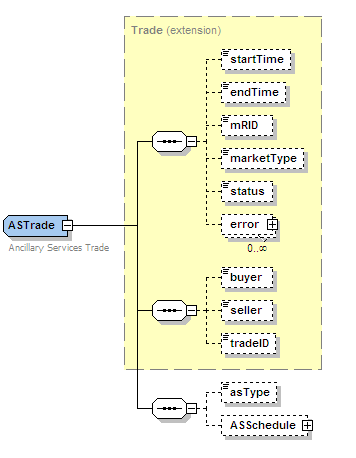 Trade (extension)
startTime
endTime
mRID
marketType
status
error
0..∞
ASTrade
Ancillary Services Trade
buyer
seller
tradeID
asType
ASSchedule